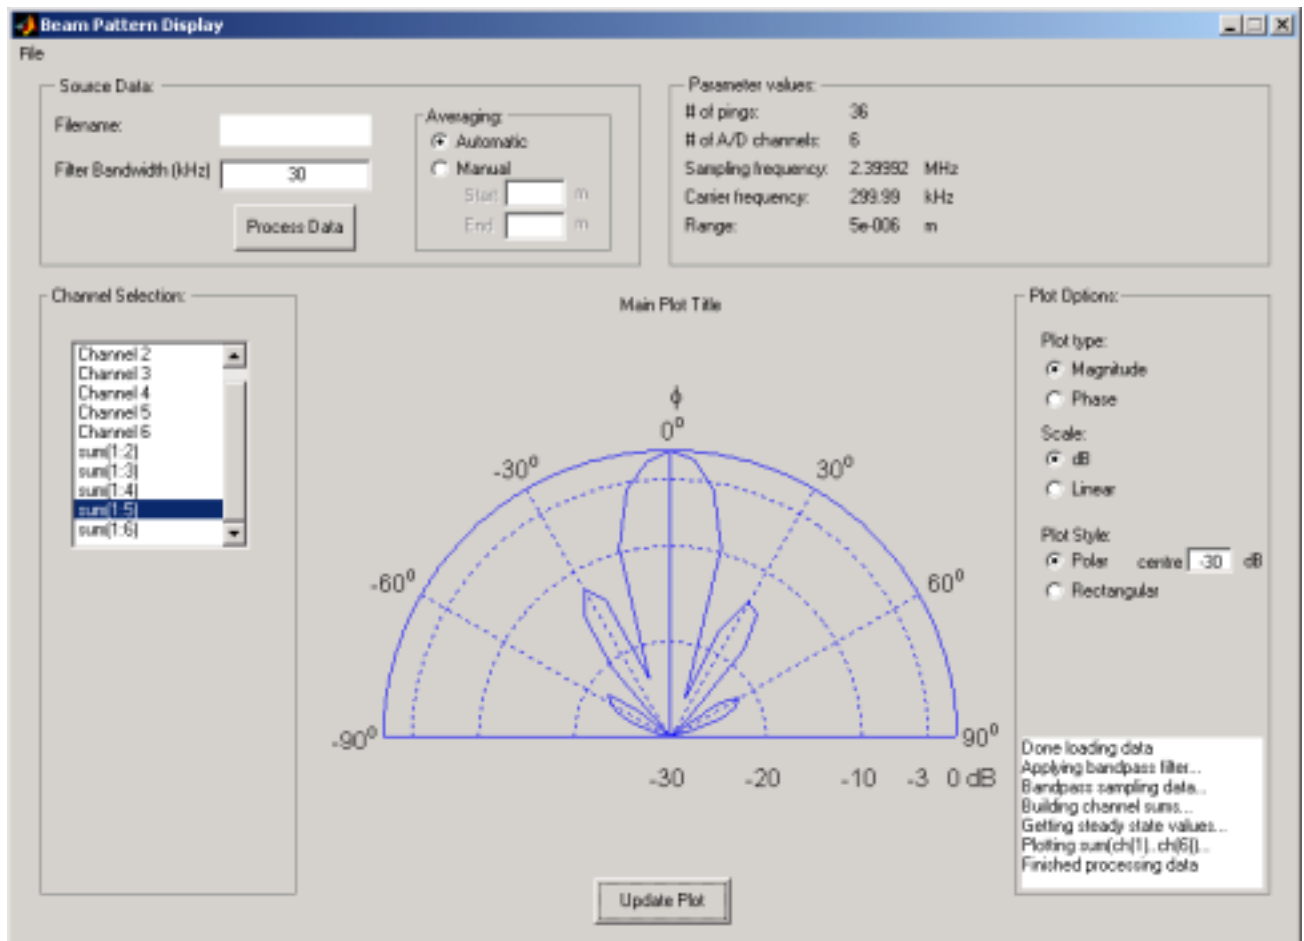 Beam Pattern Display
File
Source Data:
Filename:
Filter Bandwidth (kHz)
30
Process Data
Averaging:
Automatic
Manual
Start
m
End
m
Parameter values:
# of pings: 36
# of A/D channels: 6
Sampling frequency: 2.39992 MHz
Carrier frequency: 299.99 kHz
Range: 5e-006 m
Channel Selection:
Channel 2
Channel 3
Channel 4
Channel 5
Channel 6
sum(1:2)
sum(1:3)
sum(1:4)
sum(1:5)
sum(1:6)
Main Plot Title
ϕ
0⁰
-30⁰ 30⁰
-60⁰ 60⁰
-90⁰ 90⁰
-30 -20 -10 -3 0 dB
Update Plot
Plot Options:
Plot type:
Magnitude
Phase
Scale:
dB
Linear
Plot Style:
Polar centre -30 dB
Rectangular
Done loading data
Applying bandpass filter...
Bandpass sampling data...
Building channel sums...
Getting steady state values...
Plotting sum(ch(1)..ch(6))...
Finished processing data